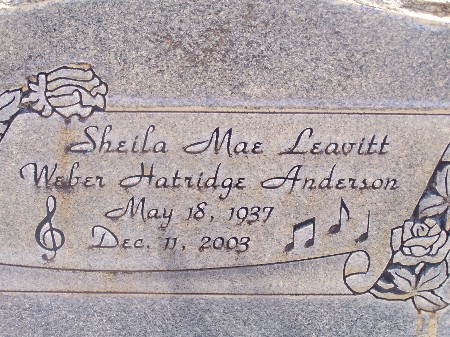 Sheila Mae Leavitt
Weber Hatridge Anderson
May 18, 1937
Dec. 11, 2003